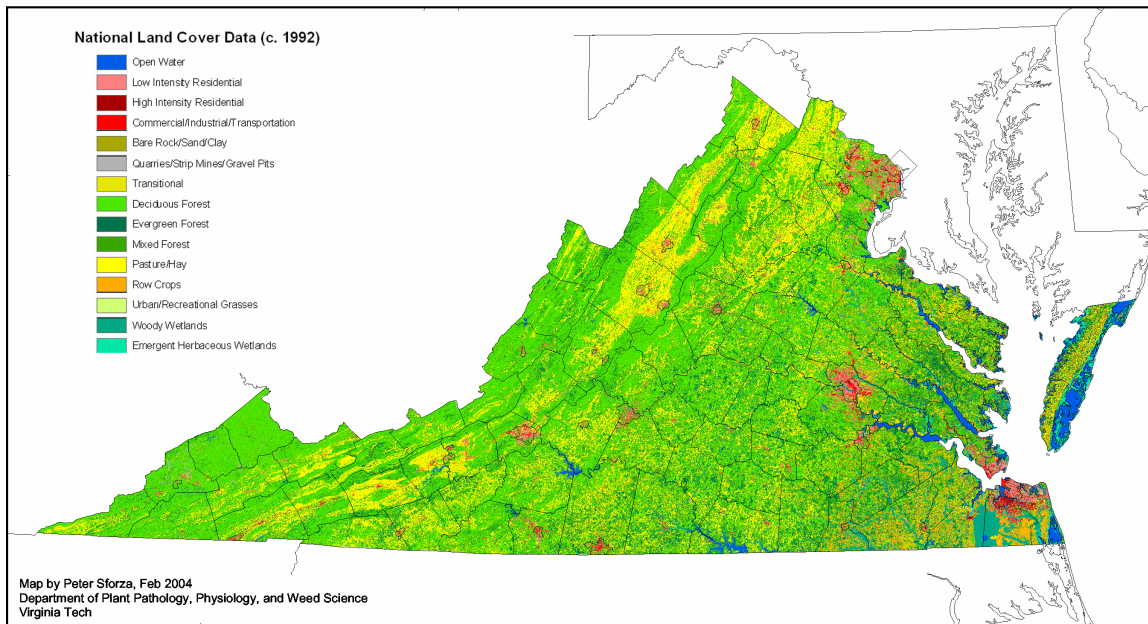 National Land Cover Data (c. 1992)
Open Water
Low Intensity Residential
High Intensity Residential
Commercial/Industrial/Transportation
Bare Rock/Sand/Clay
Quarries/Strip Mines/Gravel Pits
Transitional
Deciduous Forest
Evergreen Forest
Mixed Forest
Pasture/Hay
Row Crops
Urban/Recreational Grasses
Woody Wetlands
Emergent Herbaceous Wetlands
Map by Peter Sforza, Feb 2004
Department of Plant Pathology, Physiology, and Weed Science
Virginia Tech